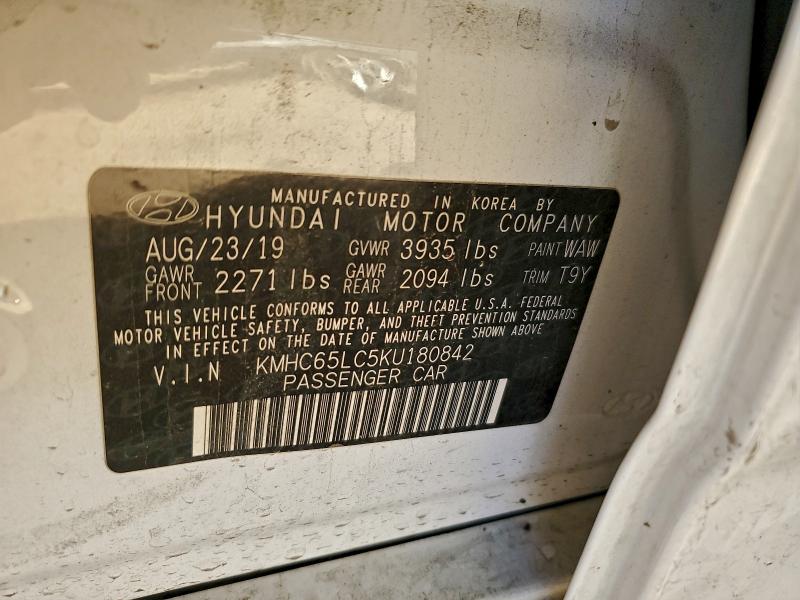 MANUFACTURED IN KOREA BY
HYUNDAI MOTOR COMPANY
AUG/23/19 GVWR 3935 lbs PAINT WAW
GAWR FRONT 2271 lbs GAWR REAR 2094 lbs TRIM T9Y
THIS VEHICLE CONFORMS TO ALL APPLICABLE U.S.A. FEDERAL
MOTOR VEHICLE SAFETY, BUMPER, AND THEFT PREVENTION STANDARDS
IN EFFECT ON THE DATE OF MANUFACTURE SHOWN ABOVE
V.I.N KMHC65LC5KU180842
PASSENGER CAR